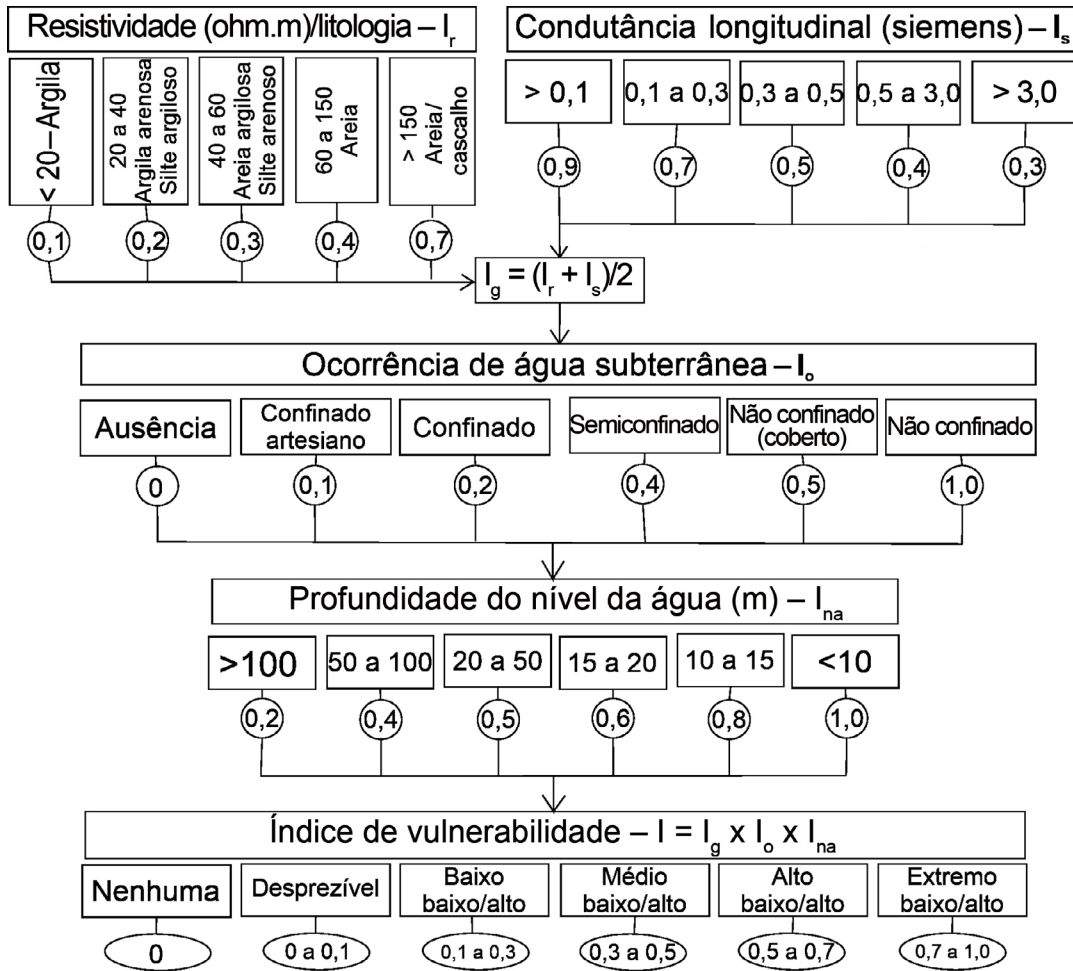 Resistividade (ohm.m)/litologia – Ir
< 20–Argila
20 a 40
Argila arenosa
Silte argiloso
40 a 60
Areia argilosa
Silte arenoso
60 a 150
Areia
> 150
Areia/
cascalho
0,1
0,2
0,3
0,4
0,7
Condutância longitudinal (siemens) – Is
> 0,1
0,1 a 0,3
0,3 a 0,5
0,5 a 3,0
> 3,0
0,9
0,7
0,5
0,4
0,3
Ig = (Ir + Is)/2
Ocorrência de água subterrânea – Io
Ausência
Confinado
artesiano
Confinado
Semiconfinado
Não confinado
(coberto)
Não confinado
0
0,1
0,2
0,4
0,5
1,0
Profundidade do nível da água (m) – Ina
>100
50 a 100
20 a 50
15 a 20
10 a 15
<10
0,2
0,4
0,5
0,6
0,8
1,0
Índice de vulnerabilidade – I = Ig x Io x Ina
Nenhuma
Desprezível
Baixo
baixo/alto
Médio
baixo/alto
Alto
baixo/alto
Extremo
baixo/alto
0
0 a 0,1
0,1 a 0,3
0,3 a 0,5
0,5 a 0,7
0,7 a 1,0